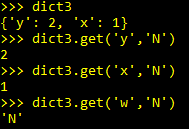 >>> dict3
{'y': 2, 'x': 1}
>>> dict3.get('y','N')
2
>>> dict3.get('x','N')
1
>>> dict3.get('w','N')
'N'